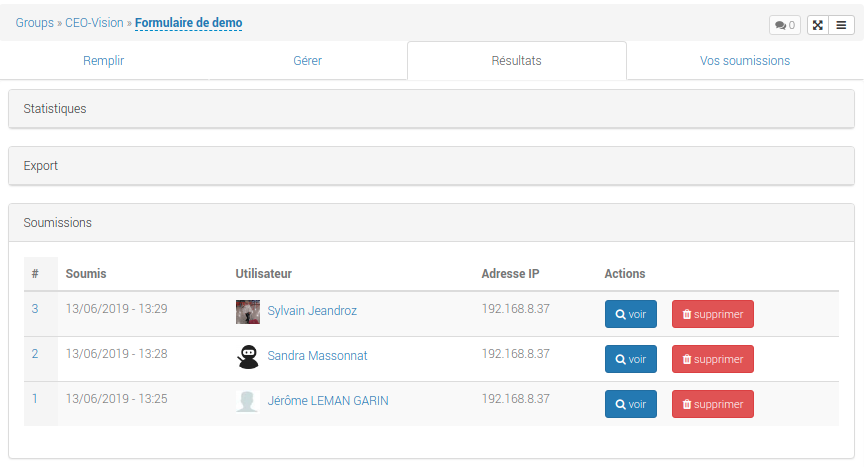 Groups » CEO-Vision » Formulaire de demo
0
Remplir Gérer Résultats Vos soumissions
Statistiques
Export
Soumissions
# Soumis Utilisateur Adresse IP Actions
3 13/06/2019 - 13:29 Sylvain Jeandroz 192.168.8.37 voir supprimer
2 13/06/2019 - 13:28 Sandra Massonnat 192.168.8.37 voir supprimer
1 13/06/2019 - 13:25 Jérôme LEMAN GARIN 192.168.8.37 voir supprimer